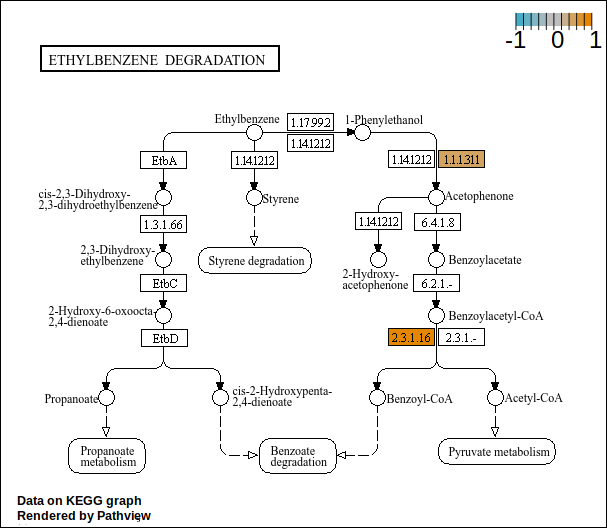 -1 0 1
ETHYLBENZENE DEGRADATION
Ethylbenzene
1.17.99.2
1-Phenylethanol
1.14.12.12
EtbA
1.14.12.12
1.14.12.12
1.1.1.311
cis-2,3-Dihydroxy-
2,3-dihydroethylbenzene
Styrene
Acetophenone
1.3.1.66
1.14.12.12
6.4.1.8
2,3-Dihydroxy-
ethylbenzene
Styrene degradation
Benzoylacetate
2-Hydroxy-
acetophenone
EtbC
6.2.1.-
2-Hydroxy-6-oxoocta-
2,4-dienoate
Benzoylacetyl-CoA
EtbD
2.3.1.16
2.3.1.-
Propanoate
cis-2-Hydroxypenta-
2,4-dienoate
Benzoyl-CoA
Acetyl-CoA
Propanoate
metabolism
Benzoate
degradation
Pyruvate metabolism
Data on KEGG graph
Rendered by Pathview